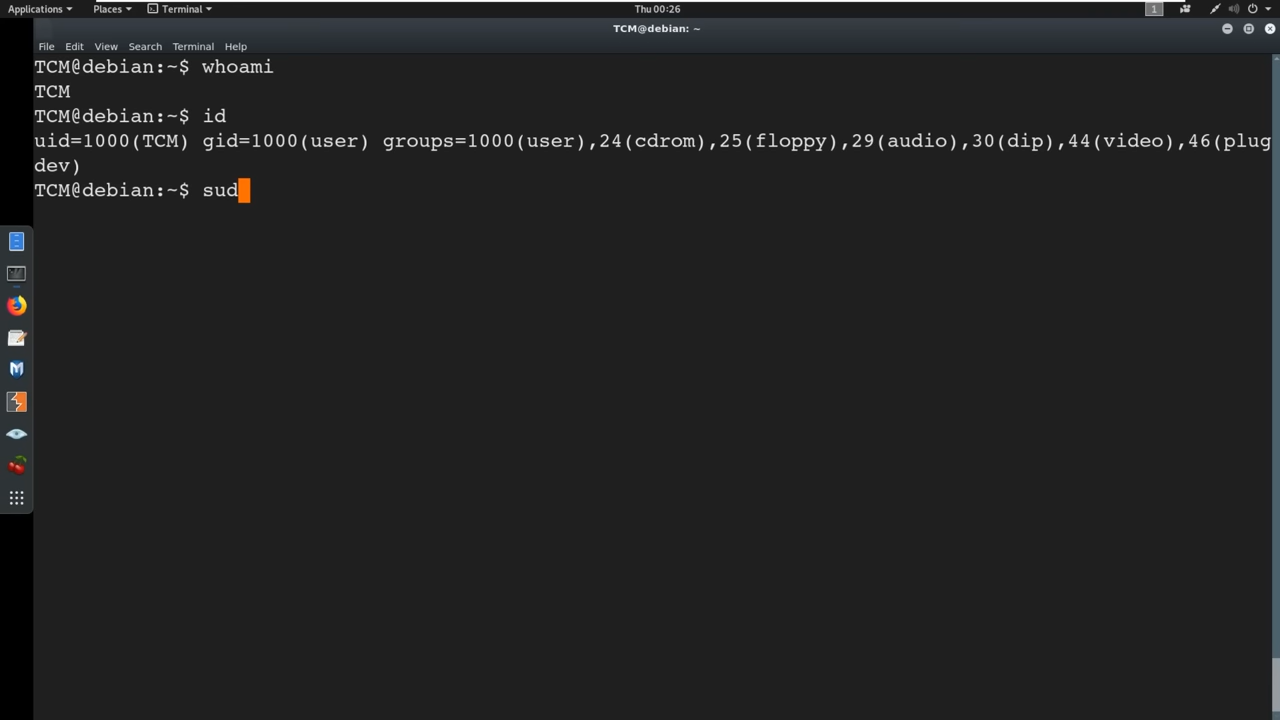 Applications Places Terminal Thu 00:26 1
TCM@debian: ~
File Edit View Search Terminal Help
TCM@debian:~$ whoami
TCM
TCM@debian:~$ id
uid=1000(TCM) gid=1000(user) groups=1000(user),24(cdrom),25(floppy),29(audio),30(dip),44(video),46(plug
dev)
TCM@debian:~$ sud